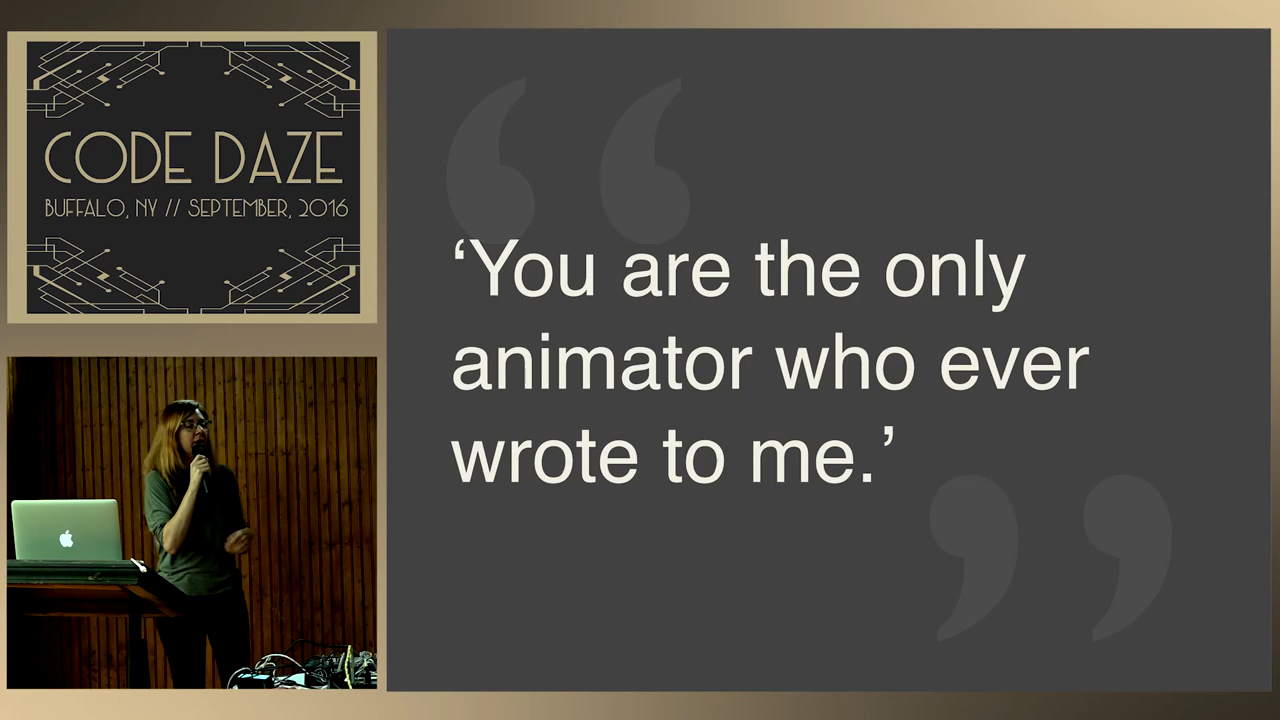 CODE DAZE
BUFFALO, NY // SEPTEMBER, 2016
‘You are the only
animator who ever
wrote to me.’